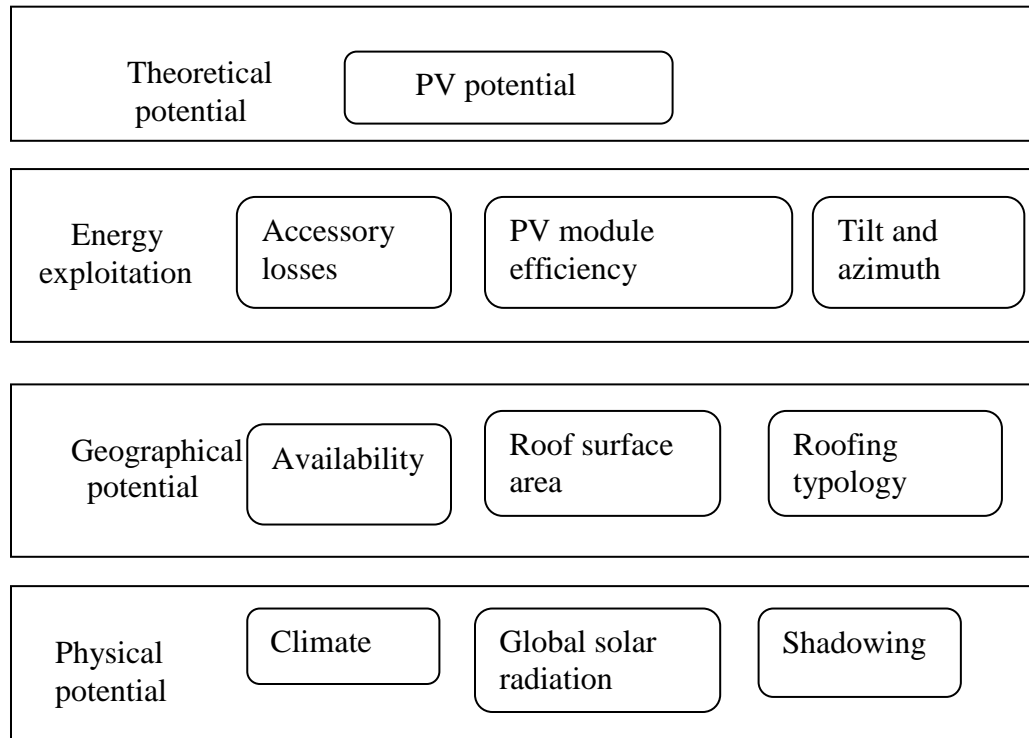 Theoretical
potential
PV potential
Energy
exploitation
Accessory
losses
PV module
efficiency
Tilt and
azimuth
Geographical
potential
Availability
Roof surface
area
Roofing
typology
Physical
potential
Climate
Global solar
radiation
Shadowing